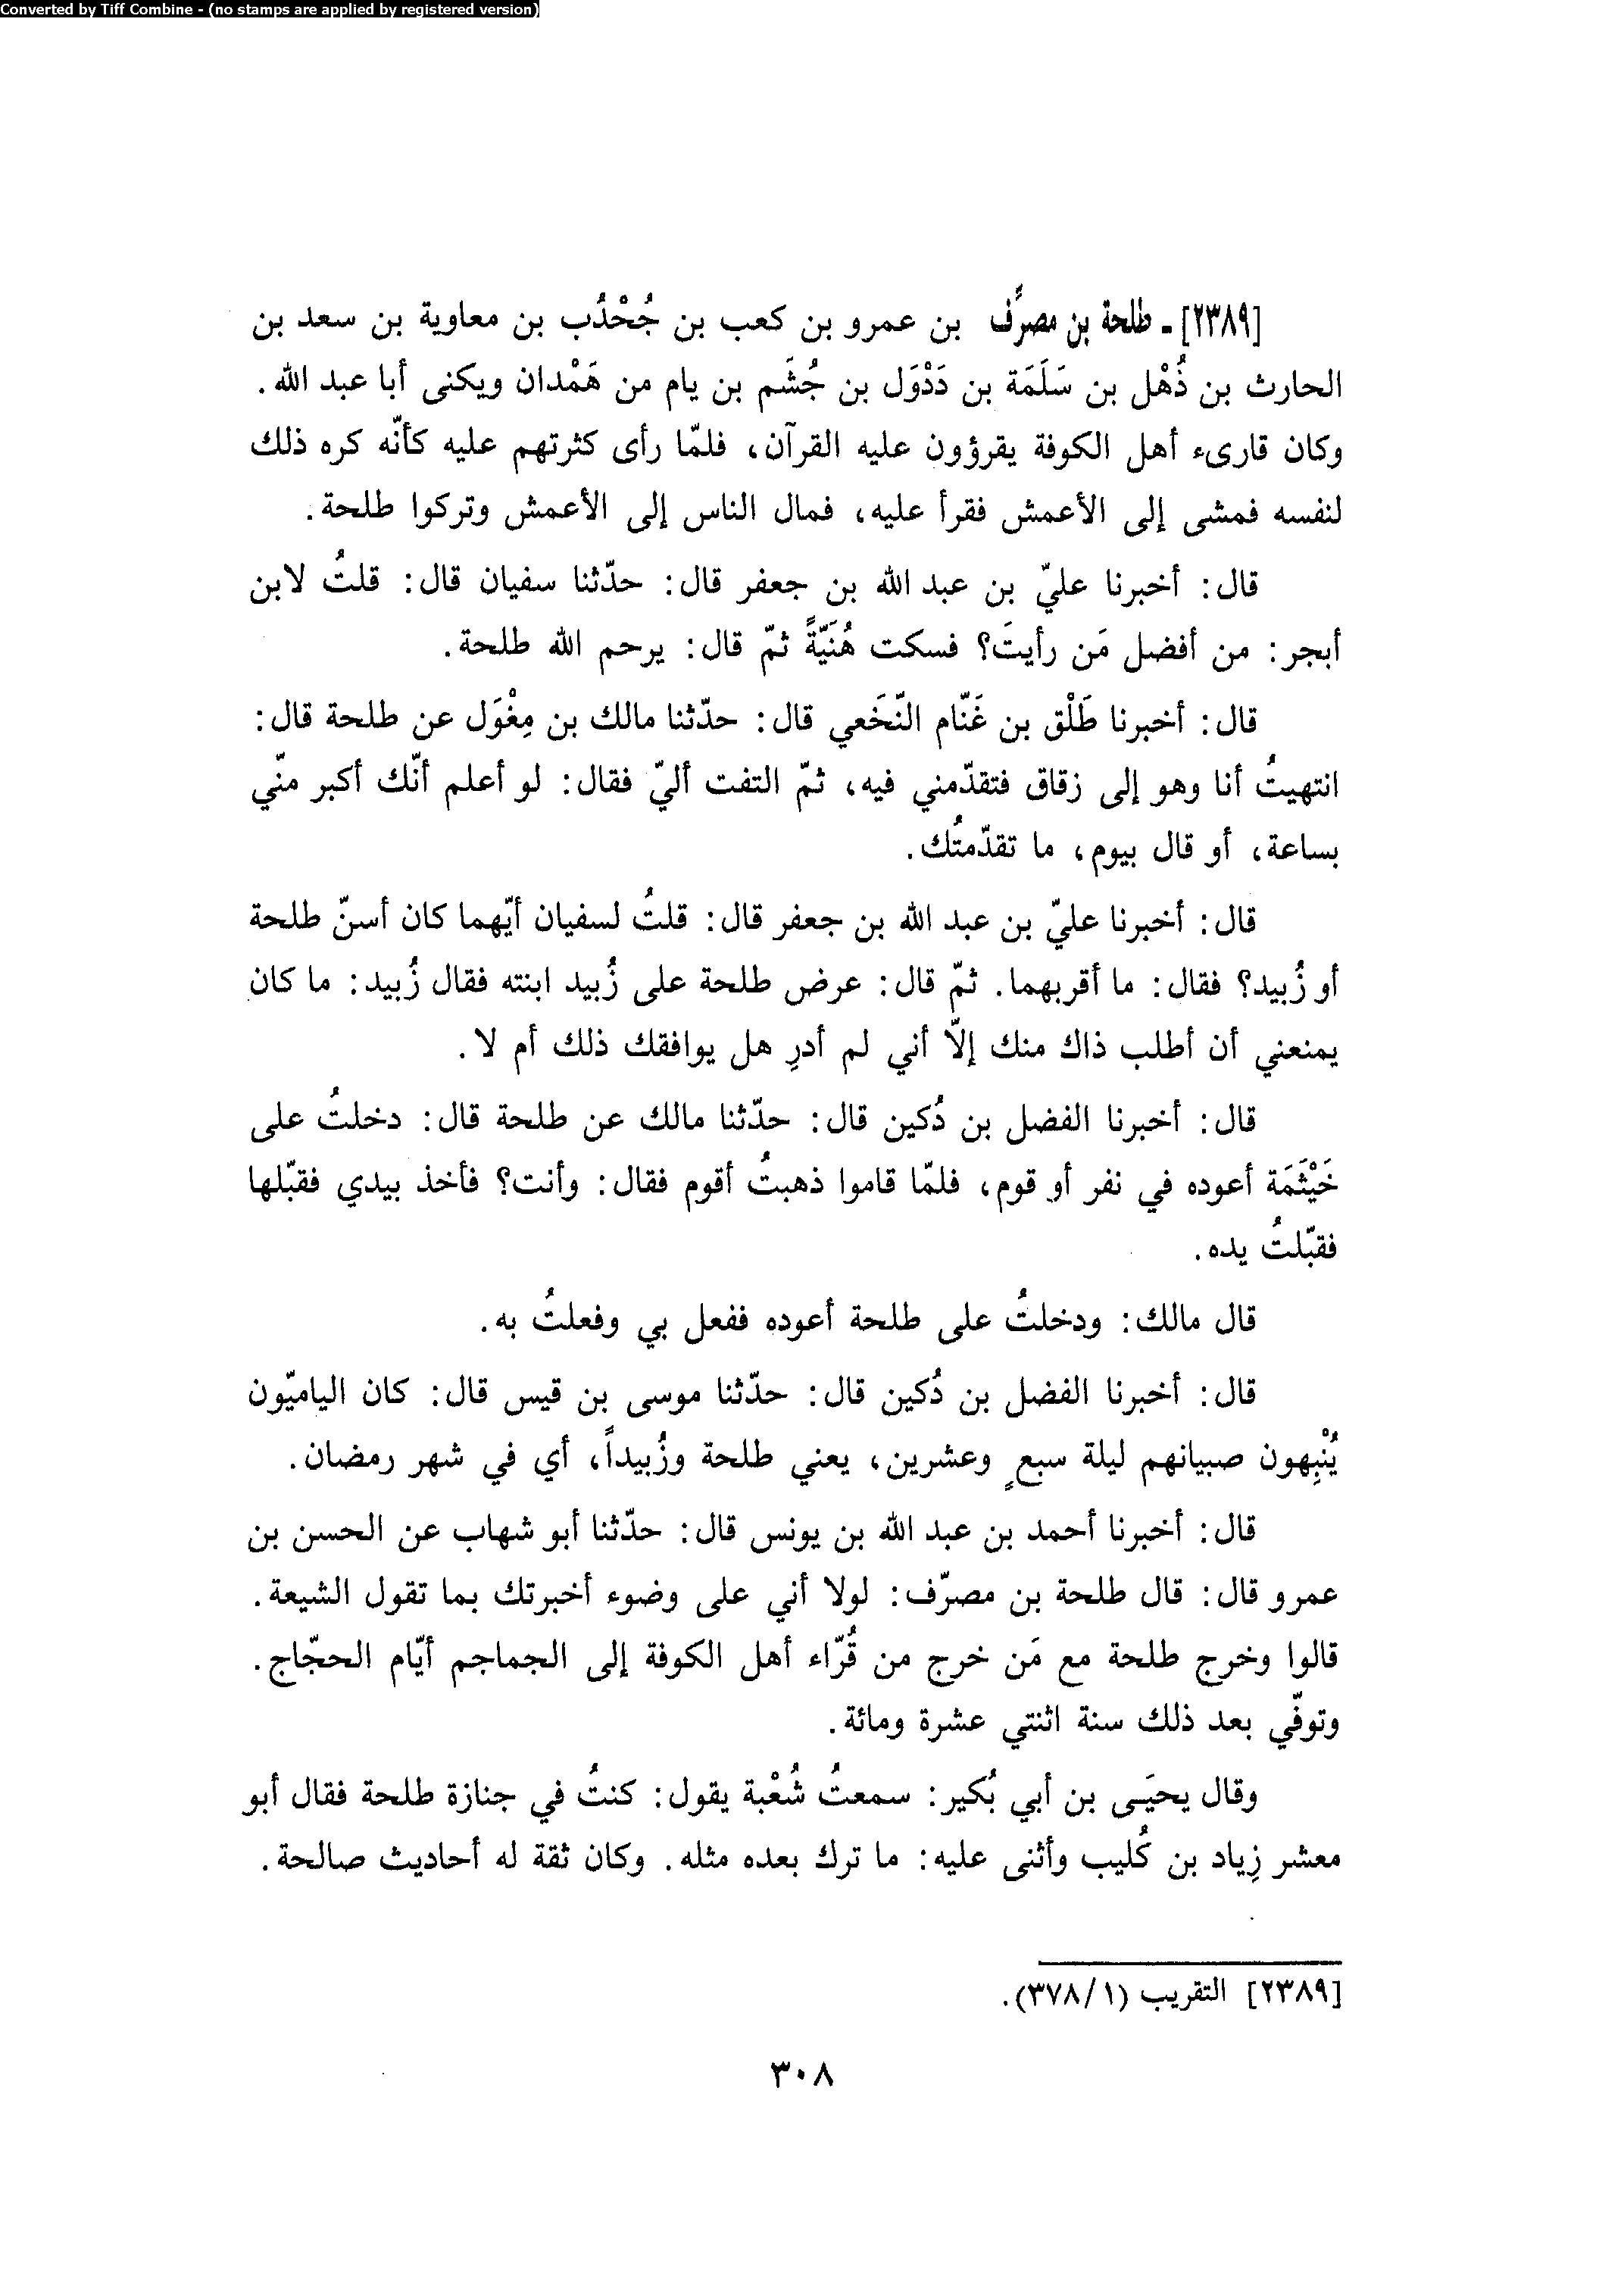 Converted by Tiff Combine - (no stamps are applied by registered version)
[٢٣٨٩] ـ طلحة بن مصرِّف بن عمرو بن كعب بن جُحْدُب بن معاوية بن سعد بن
الحارث بن ذُهْل بن سَلَمَة بن دَدْوَل بن جُشَم بن يام من هَمْدان ويكنى أبا عبد الله.
وكان قارىء أهل الكوفة يقرؤون عليه القرآن، فلمّا رأى كثرتهم عليه كأنّه كره ذلك
لنفسه فمشى إلى الأعمش فقرأ عليه، فمال الناس إلى الأعمش وتركوا طلحة.
قال: أخبرنا عليّ بن عبد الله بن جعفر قال: حدّثنا سفيان قال: قلتُ لابن
أبجر: من أفضل مَن رأيتَ؟ فسكت هُنَيّةً ثمّ قال: يرحم الله طلحة.
قال: أخبرنا طَلْق بن غَنّام النّخَعي قال: حدّثنا مالك بن مِغْوَل عن طلحة قال:
انتهيتُ أنا وهو إلى زقاق فتقدّمني فيه، ثمّ التفت أليّ فقال: لو أعلم أنّك أكبر منّي
بساعة، أو قال بيوم، ما تقدّمتُك.
قال: أخبرنا عليّ بن عبد الله بن جعفر قال: قلتُ لسفيان أيّهما كان أسنّ طلحة
أو زُبيد؟ فقال: ما أقربهما. ثمّ قال: عرض طلحة على زُبيد ابنته فقال زُبيد: ما كان
يمنعني أن أطلب ذاك منك إلّا أني لم أدرِ هل يوافقك ذلك أم لا.
قال: أخبرنا الفضل بن دُكين قال: حدّثنا مالك عن طلحة قال: دخلتُ على
خَيْثَمَة أعوده في نفر أو قوم، فلمّا قاموا ذهبتُ أقوم فقال: وأنت؟ فأخذ بيدي فقبّلها
فقبّلتُ يده.
قال مالك: ودخلتُ على طلحة أعوده ففعل بي وفعلتُ به.
قال: أخبرنا الفضل بن دُكين قال: حدّثنا موسى بن قيس قال: كان الياميّون
يُنْبِهون صبيانهم ليلة سبعٍ وعشرين، يعني طلحة وزُبيداً، أي في شهر رمضان.
قال: أخبرنا أحمد بن عبد الله بن يونس قال: حدّثنا أبو شهاب عن الحسن بن
عمرو قال: قال طلحة بن مصرّف: لولا أني على وضوء أخبرتك بما تقول الشيعة.
قالوا وخرج طلحة مع مَن خرج من قُرّاء أهل الكوفة إلى الجماجم أيّام الحجّاج.
وتوفّي بعد ذلك سنة اثنتي عشرة ومائة.
وقال يحيَى بن أبي بُكير: سمعتُ شُعْبة يقول: كنتُ في جنازة طلحة فقال أبو
معشر زِياد بن كُليب وأثنى عليه: ما ترك بعده مثله. وكان ثقة له أحاديث صالحة.
[٢٣٨٩] التقريب (١/ ٣٧٨).
٣٠٨